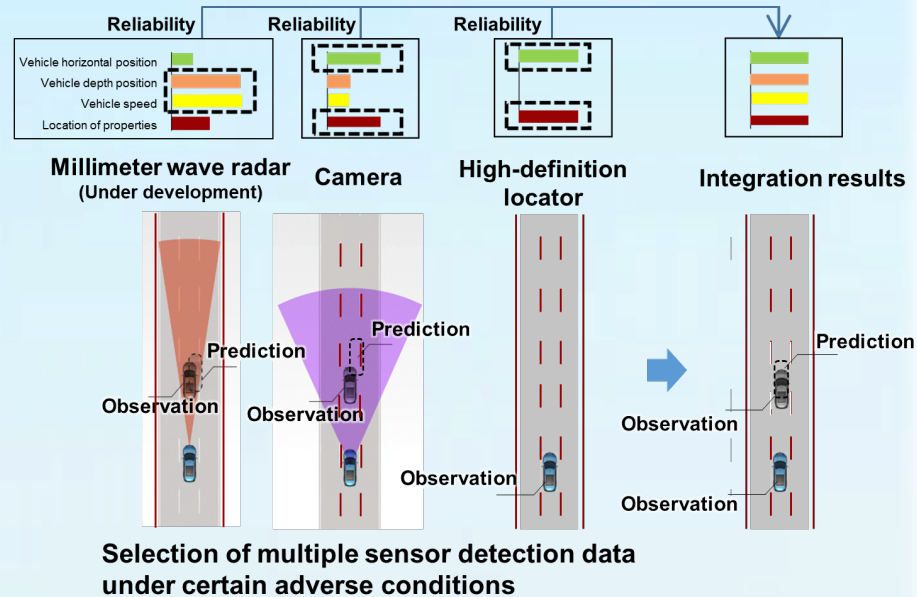 Reliability
Reliability
Reliability
Vehicle horizontal position
Vehicle depth position
Vehicle speed
Location of properties
Millimeter wave radar
(Under development)
Camera
High-definition
locator
Integration results
Prediction
Observation
Prediction
Observation
Observation
Prediction
Observation
Observation
Selection of multiple sensor detection data
under certain adverse conditions